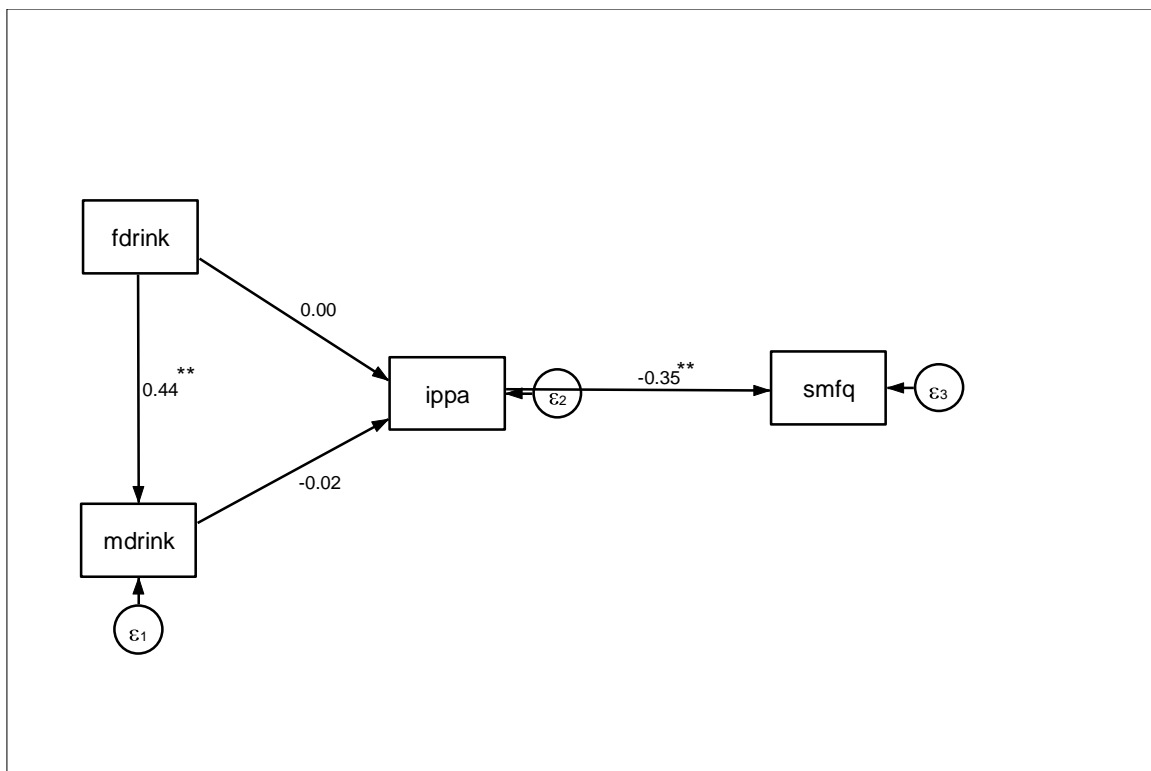 fdrink
0.00
0.44**
ippa
ε2
-0.35**
smfq
ε3
-0.02
mdrink
ε1